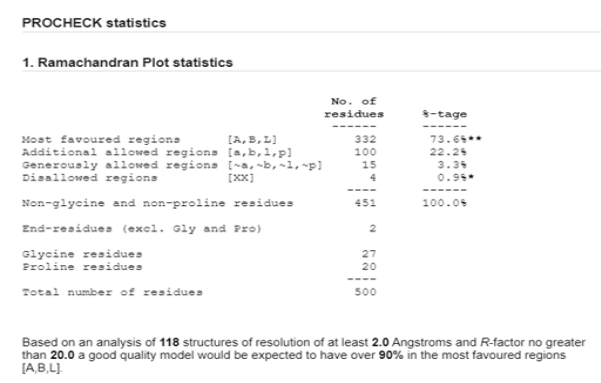 PROCHECK statistics
1. Ramachandran Plot statistics
No. of
residues %-tage
------ ------
Most favoured regions [A,B,L] 332 73.6%**
Additional allowed regions [a,b,l,p] 100 22.2%
Generously allowed regions [~a,~b,~l,~p] 15 3.3%
Disallowed regions [XX] 4 0.9%*
---- ------
Non-glycine and non-proline residues 451 100.0%
End-residues (excl. Gly and Pro) 2
Glycine residues 27
Proline residues 20
----
Total number of residues 500
Based on an analysis of 118 structures of resolution of at least 2.0 Angstroms and R-factor no greater
than 20.0 a good quality model would be expected to have over 90% in the most favoured regions
[A,B,L].